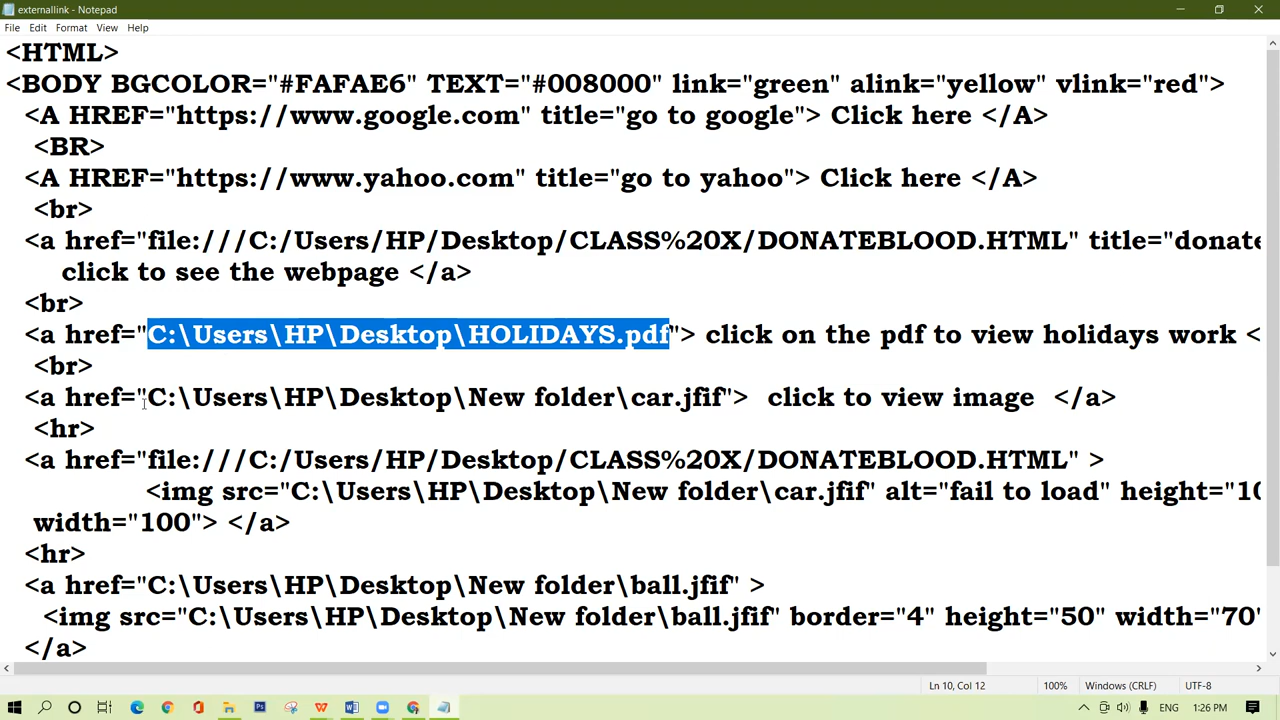 externallink - Notepad
File Edit Format View Help
<HTML>
<BODY BGCOLOR="#FAFAE6" TEXT="#008000" link="green" alink="yellow" vlink="red">
<A HREF="https://www.google.com" title="go to google"> Click here </A>
<BR>
<A HREF="https://www.yahoo.com" title="go to yahoo"> Click here </A>
<br>
<a href="file:///C:/Users/HP/Desktop/CLASS%20X/DONATEBLOOD.HTML" title="donate
click to see the webpage </a>
<br>
<a href="C:\Users\HP\Desktop\HOLIDAYS.pdf"> click on the pdf to view holidays work <
<br>
<a href="C:\Users\HP\Desktop\New folder\car.jfif"> click to view image </a>
<hr>
<a href="file:///C:/Users/HP/Desktop/CLASS%20X/DONATEBLOOD.HTML" >
<img src="C:\Users\HP\Desktop\New folder\car.jfif" alt="fail to load" height="10
width="100"> </a>
<hr>
<a href="C:\Users\HP\Desktop\New folder\ball.jfif" >
<img src="C:\Users\HP\Desktop\New folder\ball.jfif" border="4" height="50" width="70"
</a>
Ln 10, Col 12 100% Windows (CRLF) UTF-8
ENG 1:26 PM